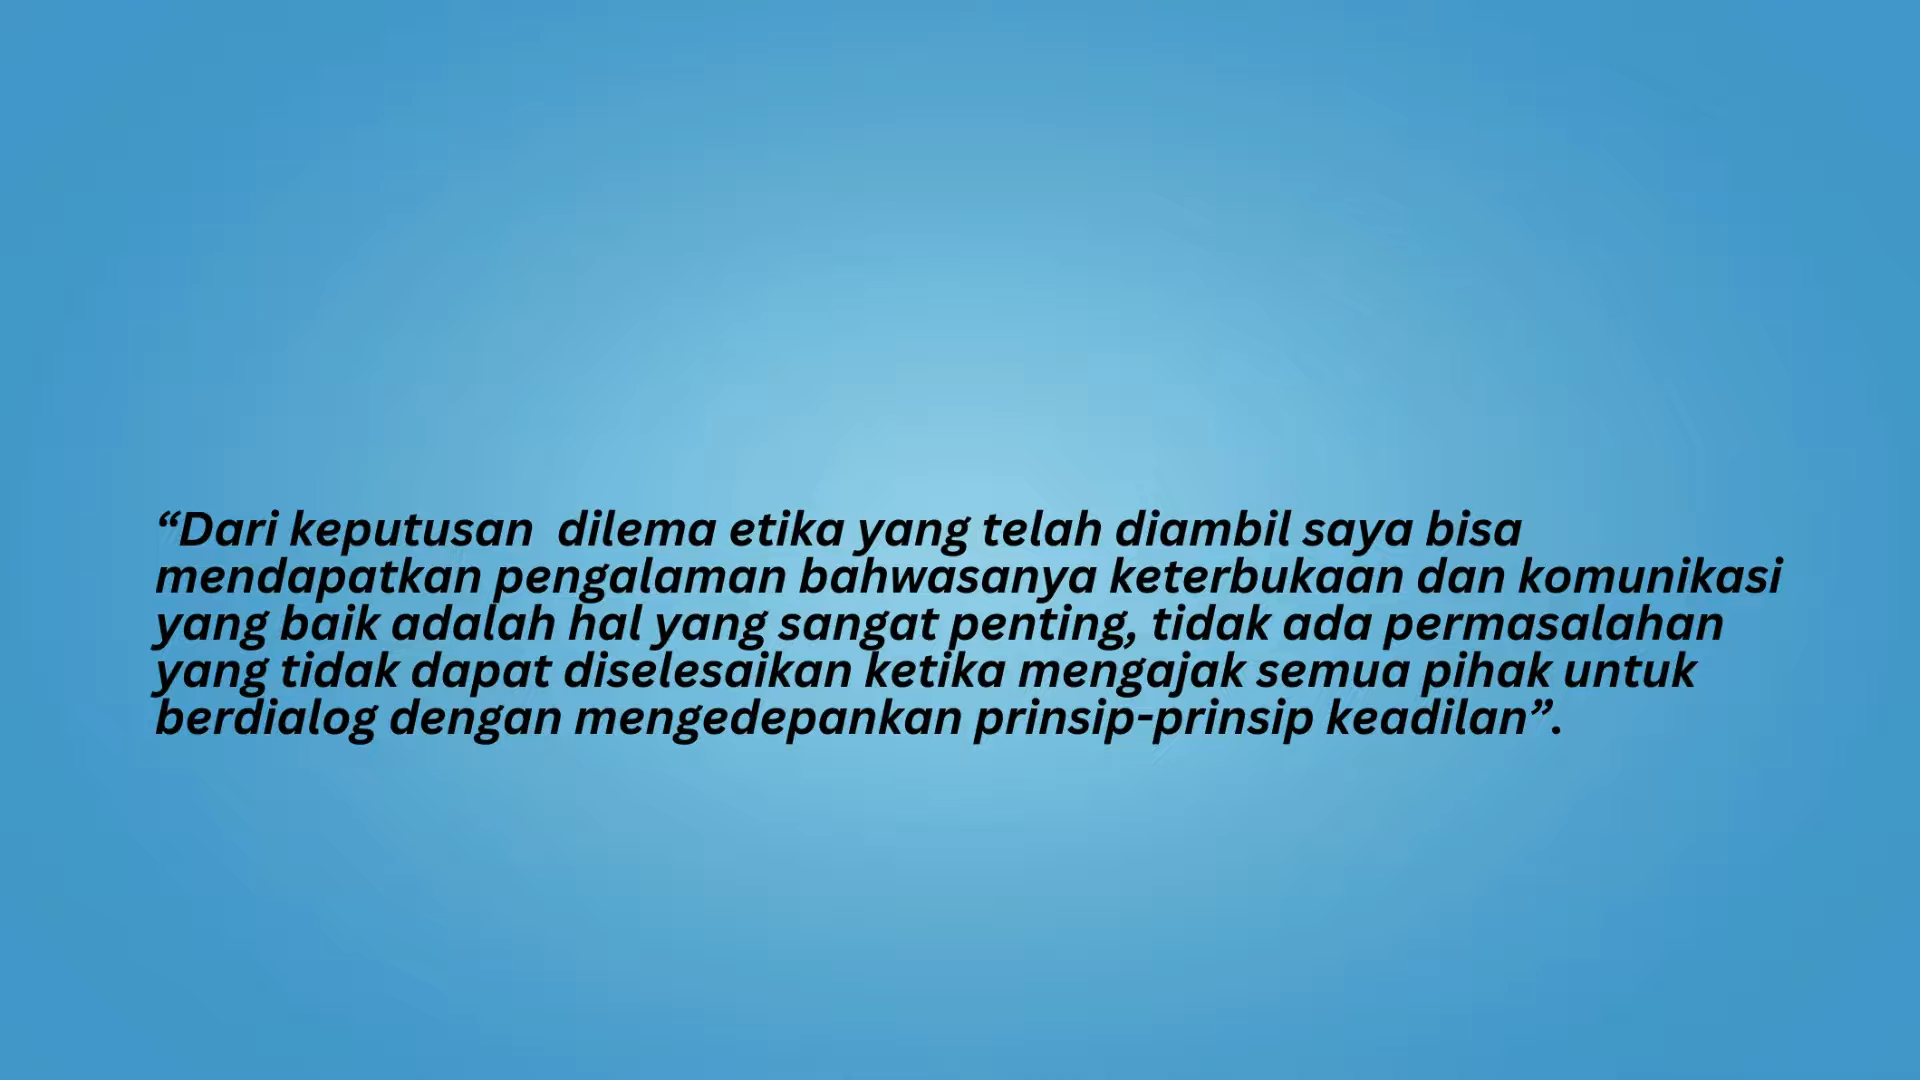 “Dari keputusan  dilema etika yang telah diambil saya bisa
mendapatkan pengalaman bahwasanya keterbukaan dan komunikasi
yang baik adalah hal yang sangat penting, tidak ada permasalahan
yang tidak dapat diselesaikan ketika mengajak semua pihak untuk
berdialog dengan mengedepankan prinsip-prinsip keadilan”.